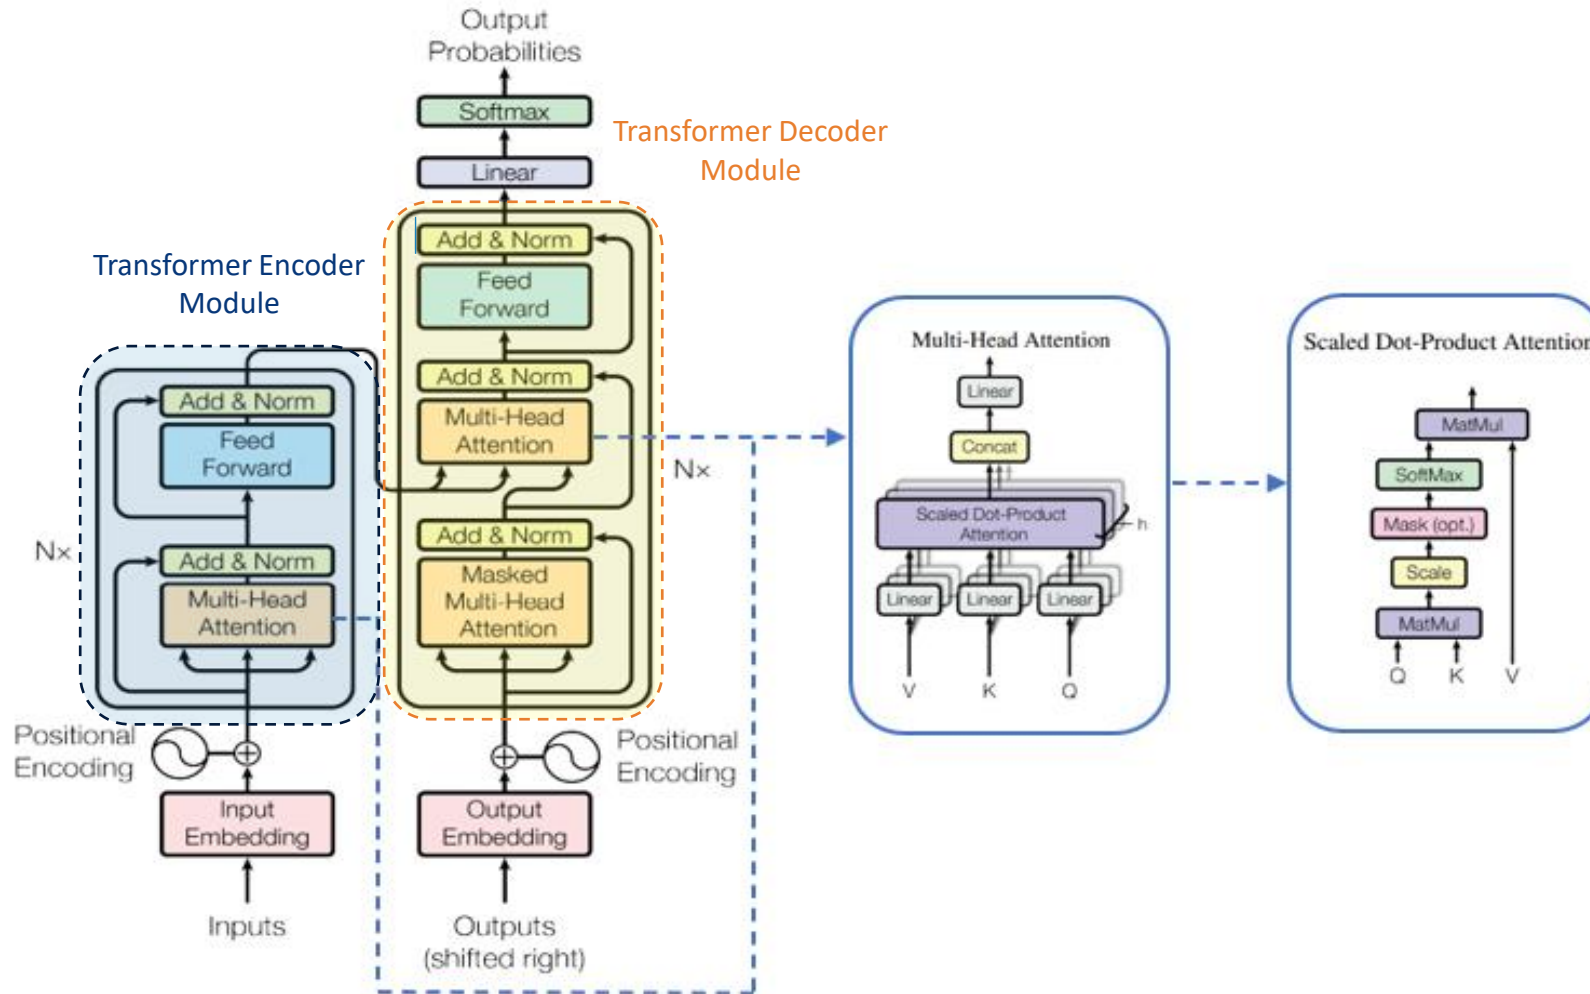 Output
Probabilities
Softmax
Linear
Transformer Decoder
Module
Add & Norm
Feed
Forward
Add & Norm
Multi-Head
Attention
Nx
Add & Norm
Masked
Multi-Head
Attention
Positional
Encoding
Output
Embedding
Outputs
(shifted right)
Transformer Encoder
Module
Add & Norm
Feed
Forward
Nx
Add & Norm
Multi-Head
Attention
Positional
Encoding
Input
Embedding
Inputs
Multi-Head Attention
Linear
Concat
Scaled Dot-Product
Attention
h
Linear Linear Linear
V K Q
Scaled Dot-Product Attention
MatMul
SoftMax
Mask (opt.)
Scale
MatMul
Q K V